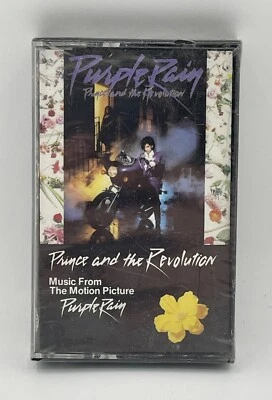 Purple Rain
Prince and the Revolution
Prince and the Revolution
Music From
The Motion Picture
Purple Rain